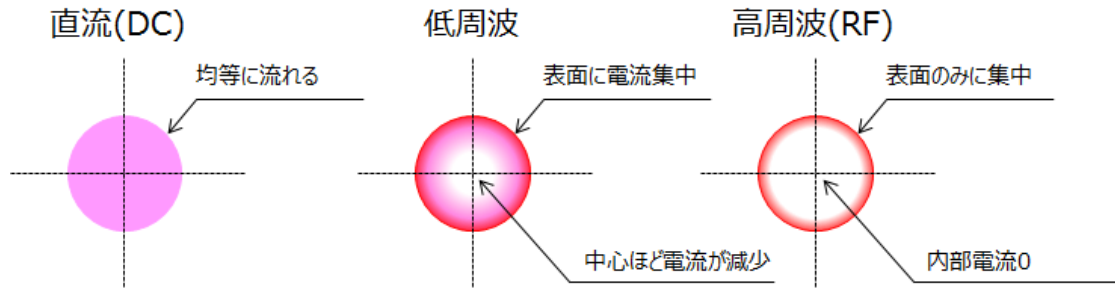 直流(DC)
低周波
高周波(RF)
均等に流れる
表面に電流集中
表面のみに集中
中心ほど電流が減少
内部電流0